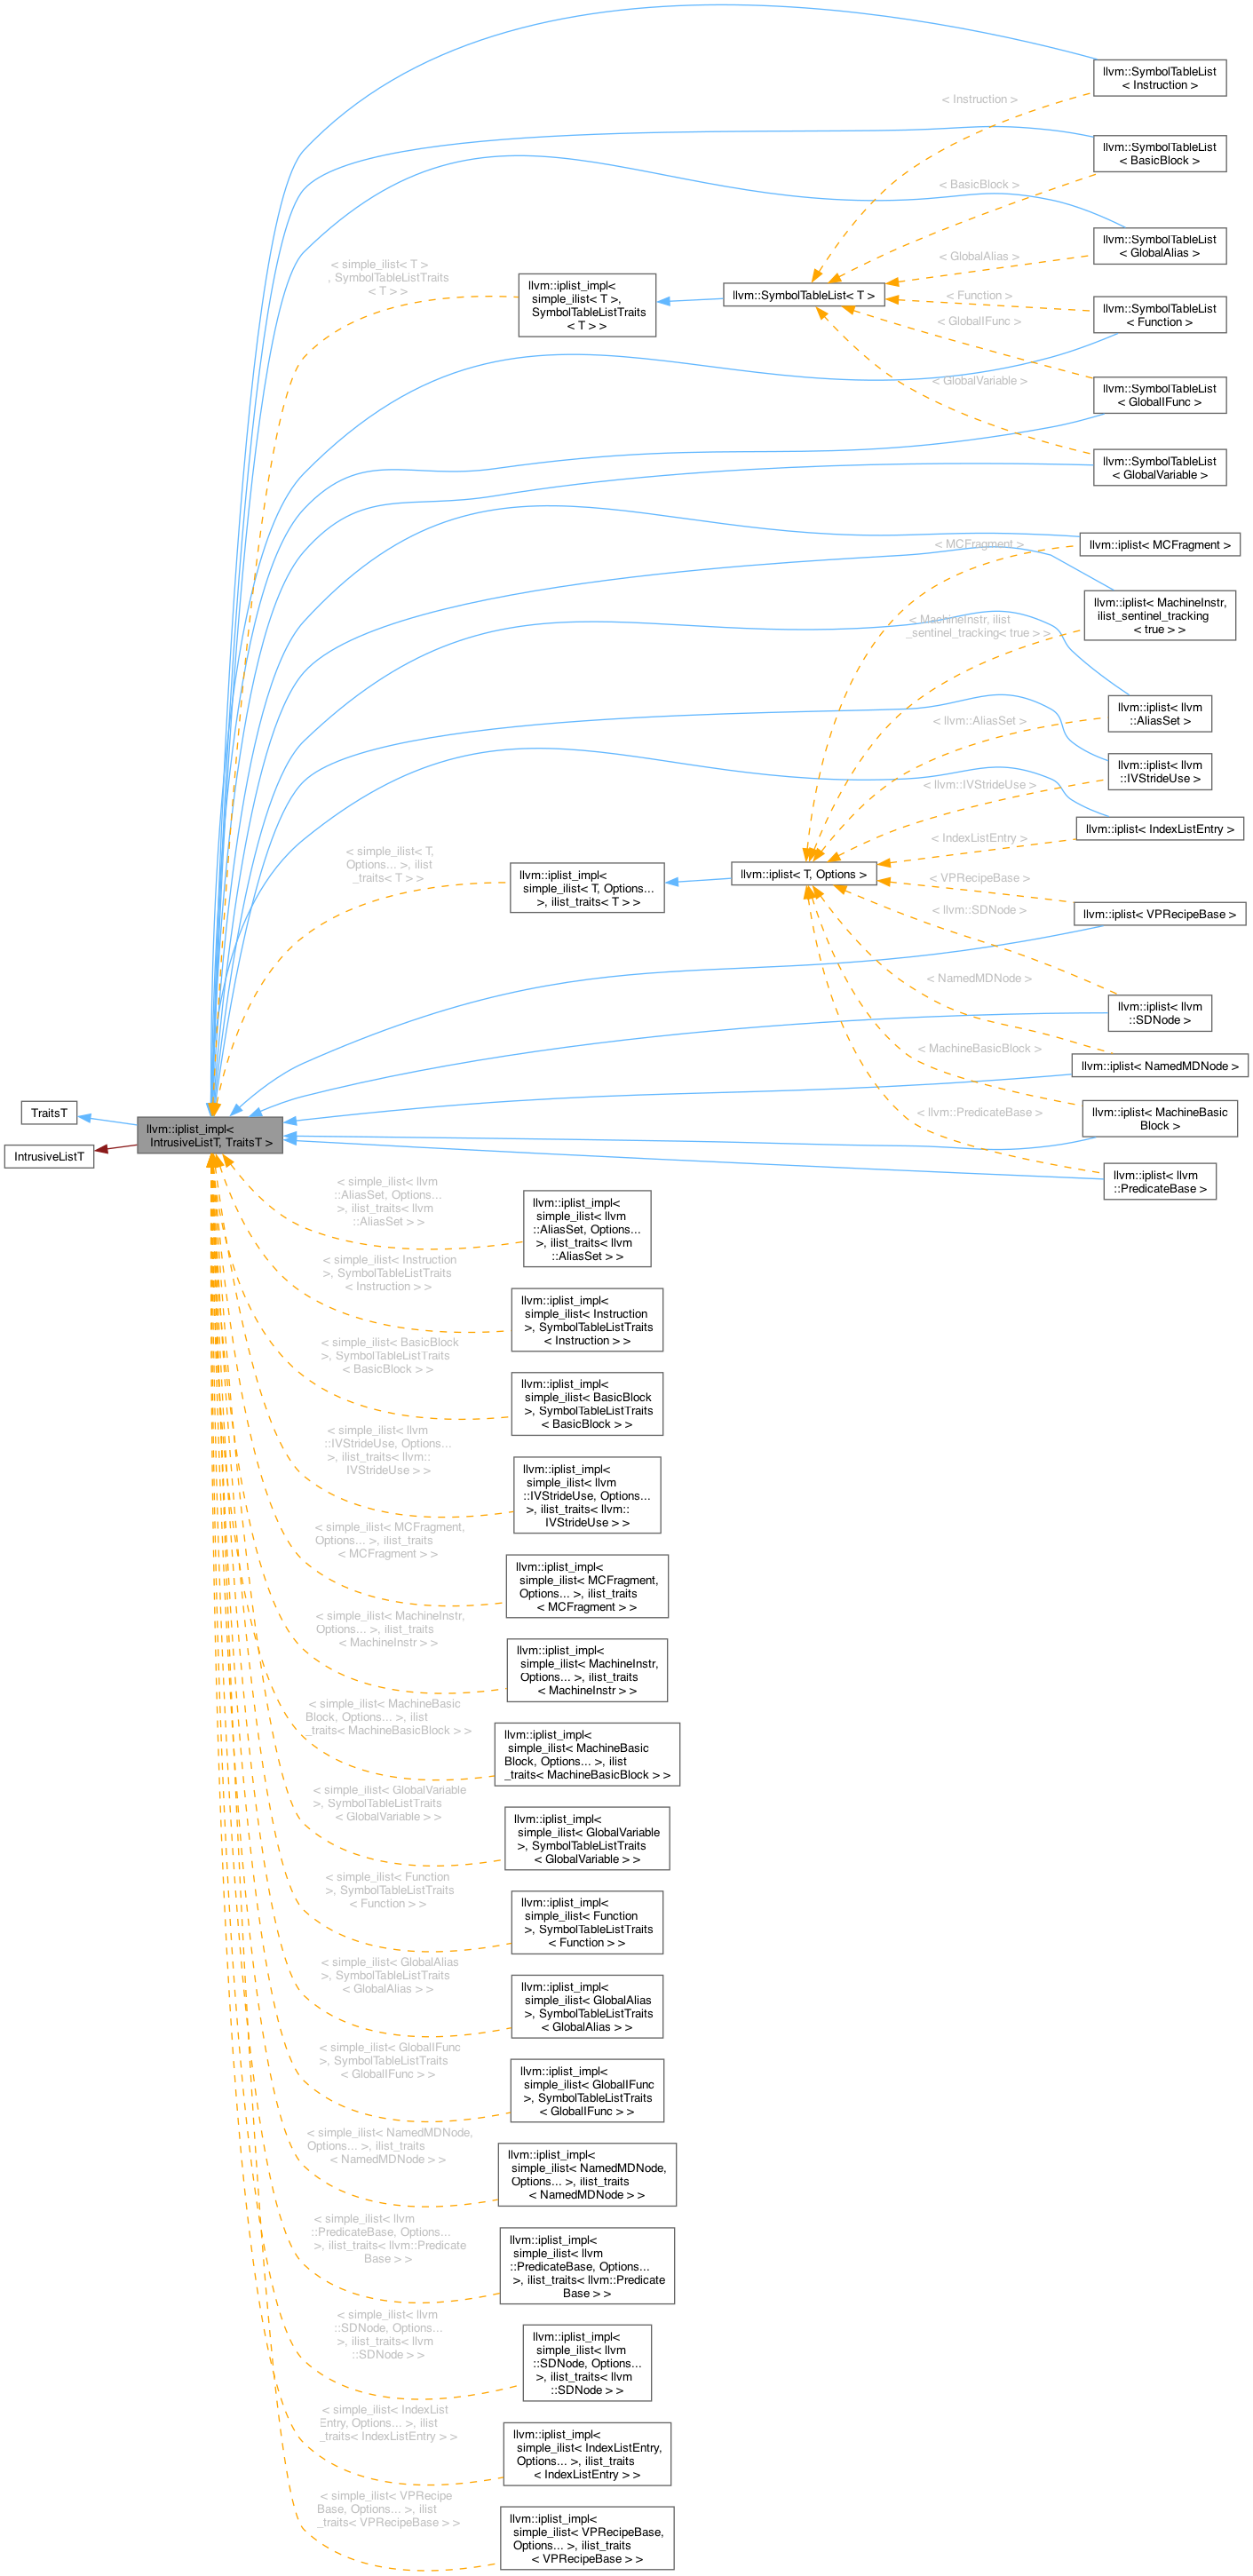 llvm::SymbolTableList
< Instruction >
< Instruction >
llvm::SymbolTableList
< BasicBlock >
< BasicBlock >
llvm::SymbolTableList
< GlobalAlias >
< GlobalAlias >
< simple_ilist< T >
, SymbolTableListTraits
< T > >
llvm::iplist_impl<
simple_ilist< T >,
SymbolTableListTraits
< T > >
llvm::SymbolTableList< T >
< Function >
llvm::SymbolTableList
< Function >
< GlobalIFunc >
llvm::SymbolTableList
< GlobalIFunc >
< GlobalVariable >
llvm::SymbolTableList
< GlobalVariable >
< MCFragment >
llvm::iplist< MCFragment >
< MachineInstr, ilist
_sentinel_tracking< true > >
llvm::iplist< MachineInstr,
ilist_sentinel_tracking
< true > >
< llvm::AliasSet >
llvm::iplist< llvm
::AliasSet >
< llvm::IVStrideUse >
llvm::iplist< llvm
::IVStrideUse >
< IndexListEntry >
llvm::iplist< IndexListEntry >
< simple_ilist< T,
Options... >, ilist
_traits< T > >
llvm::iplist_impl<
simple_ilist< T, Options...
>, ilist_traits< T > >
llvm::iplist< T, Options >
< VPRecipeBase >
llvm::iplist< VPRecipeBase >
< llvm::SDNode >
llvm::iplist< llvm
::SDNode >
< NamedMDNode >
llvm::iplist< NamedMDNode >
< MachineBasicBlock >
llvm::iplist< MachineBasic
Block >
< llvm::PredicateBase >
llvm::iplist< llvm
::PredicateBase >
TraitsT
IntrusiveListT
llvm::iplist_impl<
IntrusiveListT, TraitsT >
< simple_ilist< llvm
::AliasSet, Options...
>, ilist_traits< llvm
::AliasSet > >
llvm::iplist_impl<
simple_ilist< llvm
::AliasSet, Options...
>, ilist_traits< llvm
::AliasSet > >
< simple_ilist< Instruction
>, SymbolTableListTraits
< Instruction > >
llvm::iplist_impl<
simple_ilist< Instruction
>, SymbolTableListTraits
< Instruction > >
< simple_ilist< BasicBlock
>, SymbolTableListTraits
< BasicBlock > >
llvm::iplist_impl<
simple_ilist< BasicBlock
>, SymbolTableListTraits
< BasicBlock > >
< simple_ilist< llvm
::IVStrideUse, Options...
>, ilist_traits< llvm::
IVStrideUse > >
llvm::iplist_impl<
simple_ilist< llvm
::IVStrideUse, Options...
>, ilist_traits< llvm::
IVStrideUse > >
< simple_ilist< MCFragment,
Options... >, ilist_traits
< MCFragment > >
llvm::iplist_impl<
simple_ilist< MCFragment,
Options... >, ilist_traits
< MCFragment > >
< simple_ilist< MachineInstr,
Options... >, ilist_traits
< MachineInstr > >
llvm::iplist_impl<
simple_ilist< MachineInstr,
Options... >, ilist_traits
< MachineInstr > >
< simple_ilist< MachineBasic
Block, Options... >, ilist
_traits< MachineBasicBlock > >
llvm::iplist_impl<
simple_ilist< MachineBasic
Block, Options... >, ilist
_traits< MachineBasicBlock > >
< simple_ilist< GlobalVariable
>, SymbolTableListTraits
< GlobalVariable > >
llvm::iplist_impl<
simple_ilist< GlobalVariable
>, SymbolTableListTraits
< GlobalVariable > >
< simple_ilist< Function
>, SymbolTableListTraits
< Function > >
llvm::iplist_impl<
simple_ilist< Function
>, SymbolTableListTraits
< Function > >
< simple_ilist< GlobalAlias
>, SymbolTableListTraits
< GlobalAlias > >
llvm::iplist_impl<
simple_ilist< GlobalAlias
>, SymbolTableListTraits
< GlobalAlias > >
< simple_ilist< GlobalIFunc
>, SymbolTableListTraits
< GlobalIFunc > >
llvm::iplist_impl<
simple_ilist< GlobalIFunc
>, SymbolTableListTraits
< GlobalIFunc > >
< simple_ilist< NamedMDNode,
Options... >, ilist_traits
< NamedMDNode > >
llvm::iplist_impl<
simple_ilist< NamedMDNode,
Options... >, ilist_traits
< NamedMDNode > >
< simple_ilist< llvm
::PredicateBase, Options...
>, ilist_traits< llvm::Predicate
Base > >
llvm::iplist_impl<
simple_ilist< llvm
::PredicateBase, Options...
>, ilist_traits< llvm::Predicate
Base > >
< simple_ilist< llvm
::SDNode, Options...
>, ilist_traits< llvm
::SDNode > >
llvm::iplist_impl<
simple_ilist< llvm
::SDNode, Options...
>, ilist_traits< llvm
::SDNode > >
< simple_ilist< IndexList
Entry, Options... >, ilist
_traits< IndexListEntry > >
llvm::iplist_impl<
simple_ilist< IndexListEntry,
Options... >, ilist_traits
< IndexListEntry > >
< simple_ilist< VPRecipe
Base, Options... >, ilist
_traits< VPRecipeBase > >
llvm::iplist_impl<
simple_ilist< VPRecipeBase,
Options... >, ilist_traits
< VPRecipeBase > >